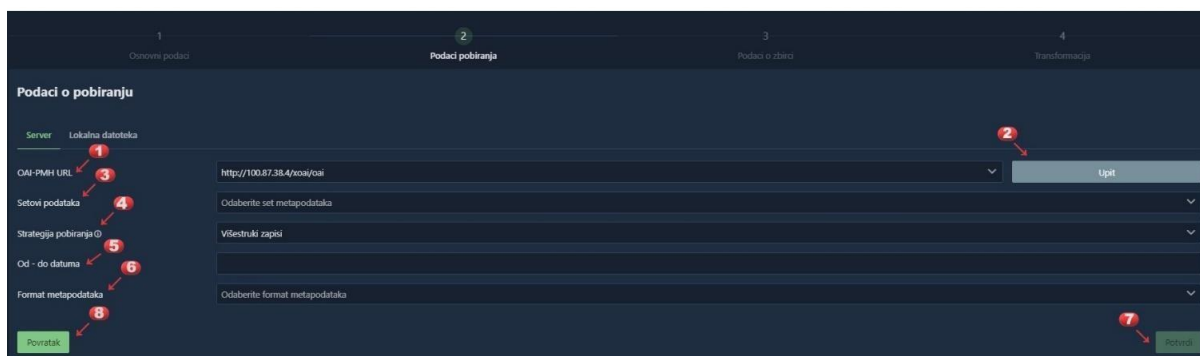 1 2 3 4
Osnovni podaci Podaci pobiranja Podaci o zbirci Transformacija
Podaci o pobiranju
Server Lokalna datoteka
1 2
OAI-PMH URL http://100.87.38.4/xoai/oai Upit
3
Setovi podataka Odaberite set metapodataka
4
Strategija pobiranja Višestruki zapisi
5
Od - do datuma
6
Format metapodataka Odaberite format metapodataka
8 7
Povratak Potvrdi